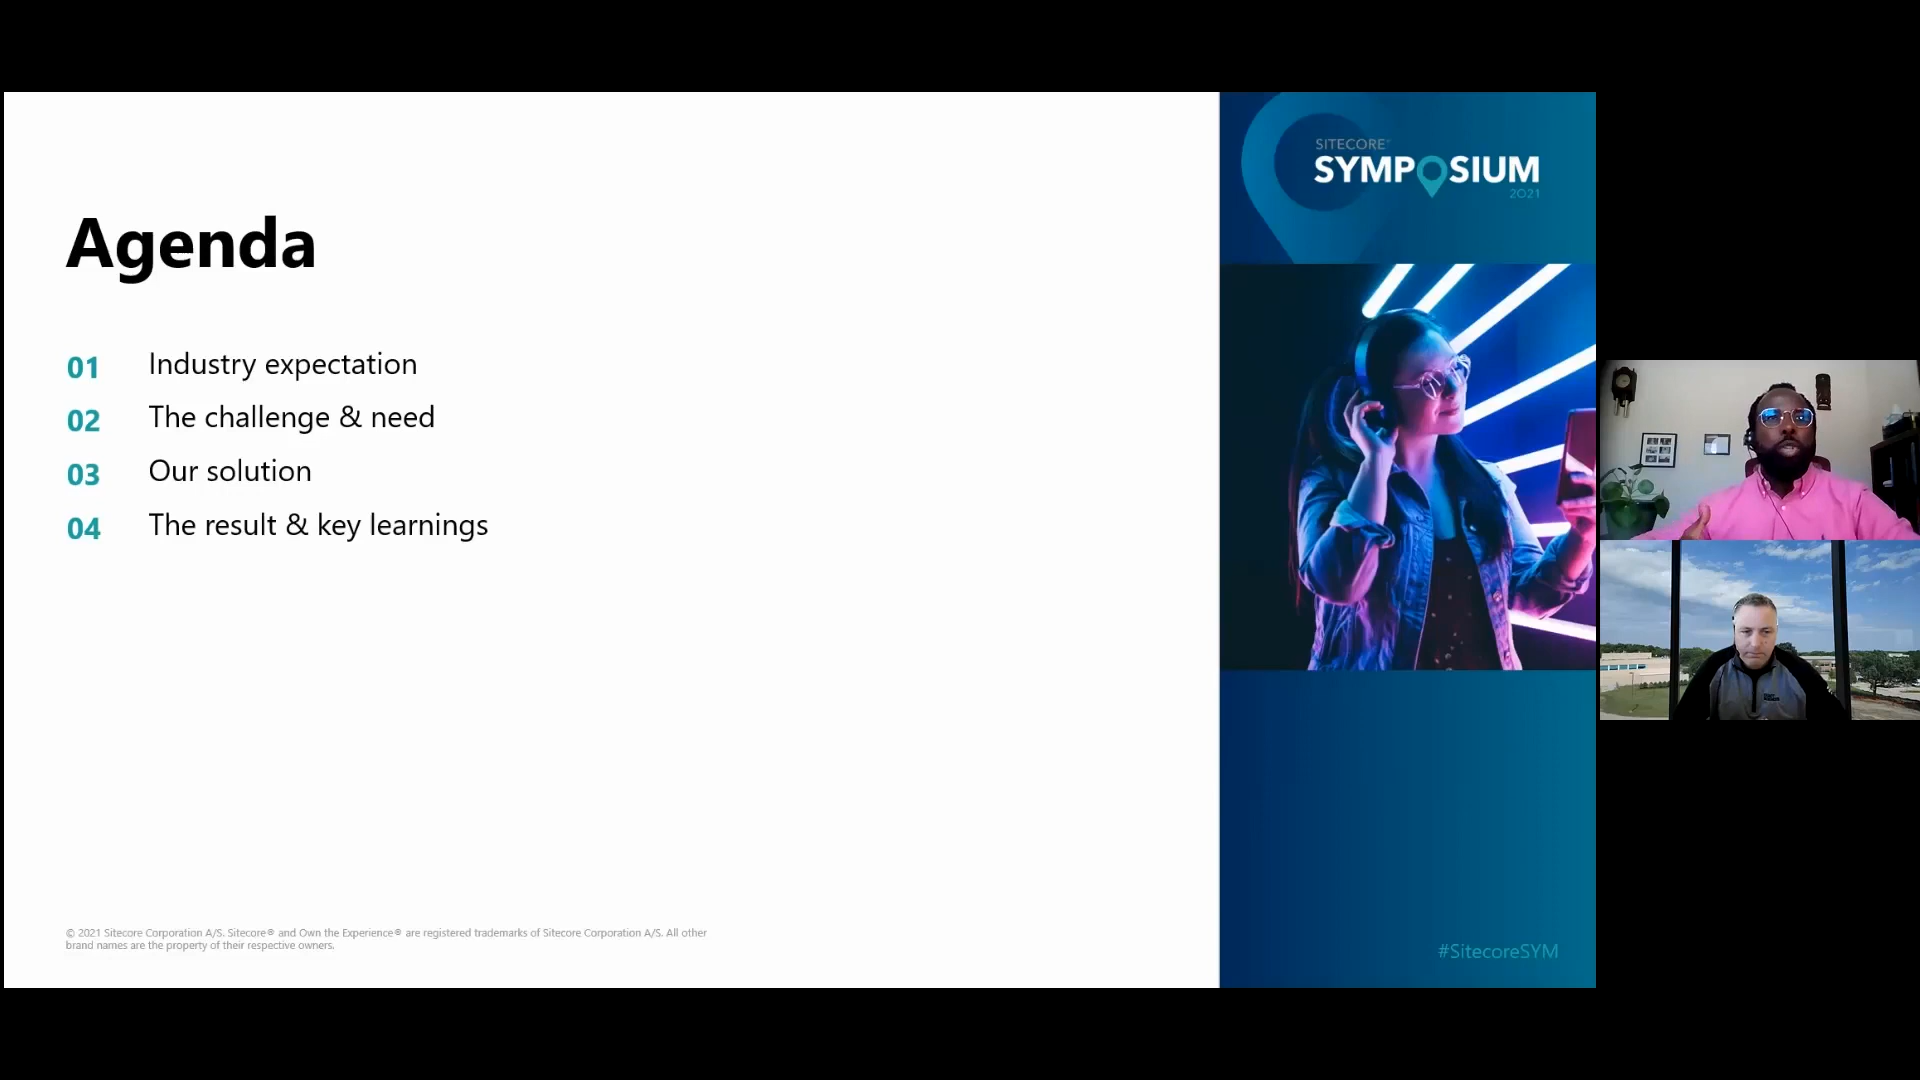 Agenda
01 Industry expectation
02 The challenge & need
03 Our solution
04 The result & key learnings
© 2021 Sitecore Corporation A/S. Sitecore® and Own the Experience® are registered trademarks of Sitecore Corporation A/S. All other
brand names are the property of their respective owners.
SITECORE
SYMPOSIUM
2021
#SitecoreSYM